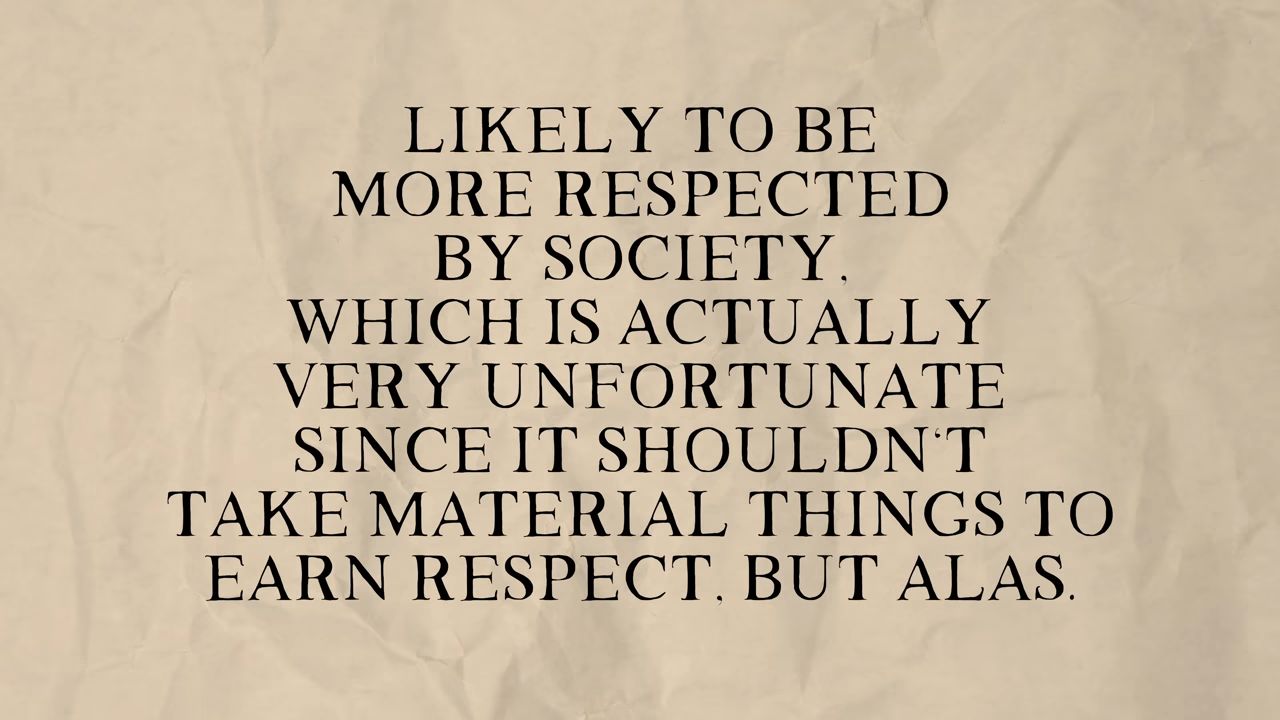 LIKELY TO BE
MORE RESPECTED
BY SOCIETY,
WHICH IS ACTUALLY
VERY UNFORTUNATE
SINCE IT SHOULDN‘T
TAKE MATERIAL THINGS TO
EARN RESPECT, BUT ALAS.